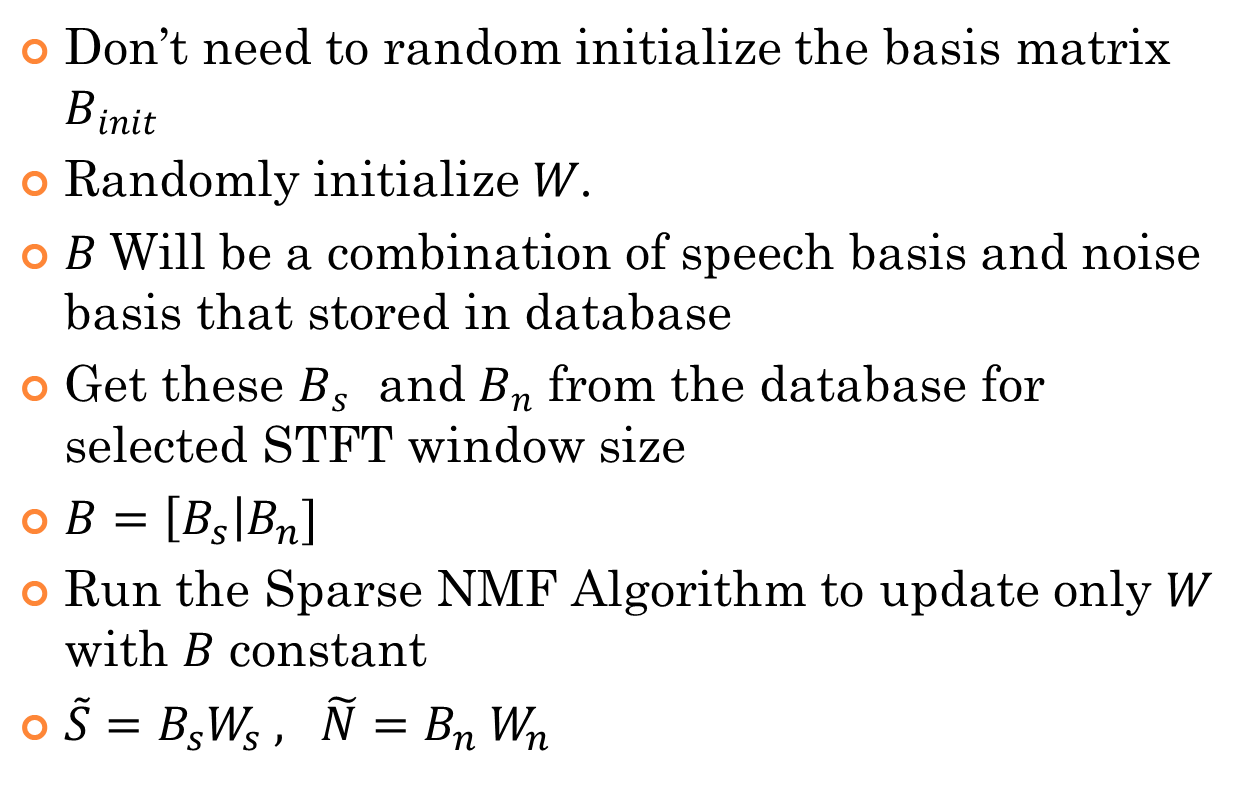 Don't need to random initialize the basis matrix
B_init
Randomly initialize W.
B Will be a combination of speech basis and noise
basis that stored in database
Get these B_s and B_n from the database for
selected STFT window size
B = [B_s|B_n]
Run the Sparse NMF Algorithm to update only W
with B constant
S̃ = B_sW_s , Ñ = B_n W_n